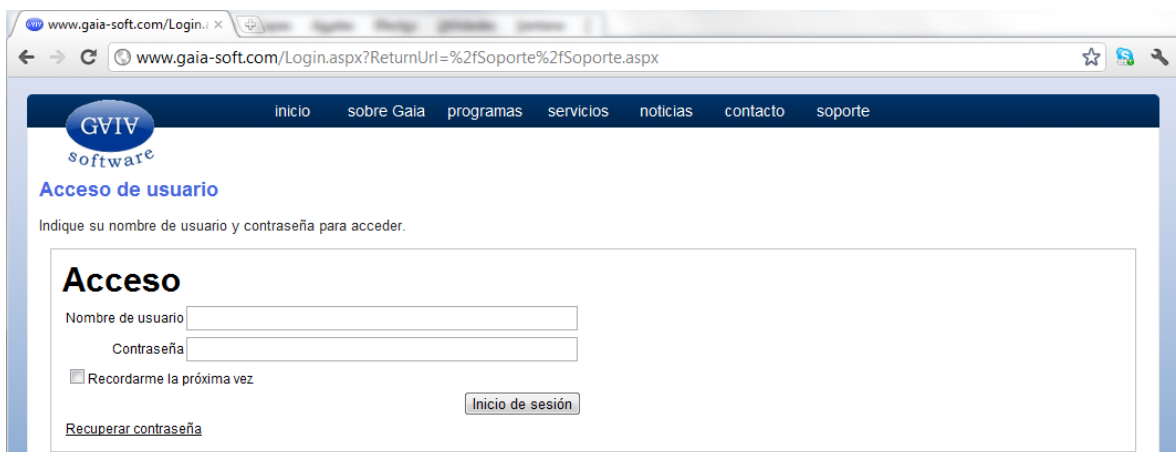 www.gaia-soft.com/Login.a
www.gaia-soft.com/Login.aspx?ReturnUrl=%2fSoporte%2fSoporte.aspx
GAIA software
inicio sobre Gaia programas servicios noticias contacto soporte
Acceso de usuario
Indique su nombre de usuario y contraseña para acceder.
Acceso
Nombre de usuario
Contraseña
Recordarme la próxima vez
Inicio de sesión
Recuperar contraseña